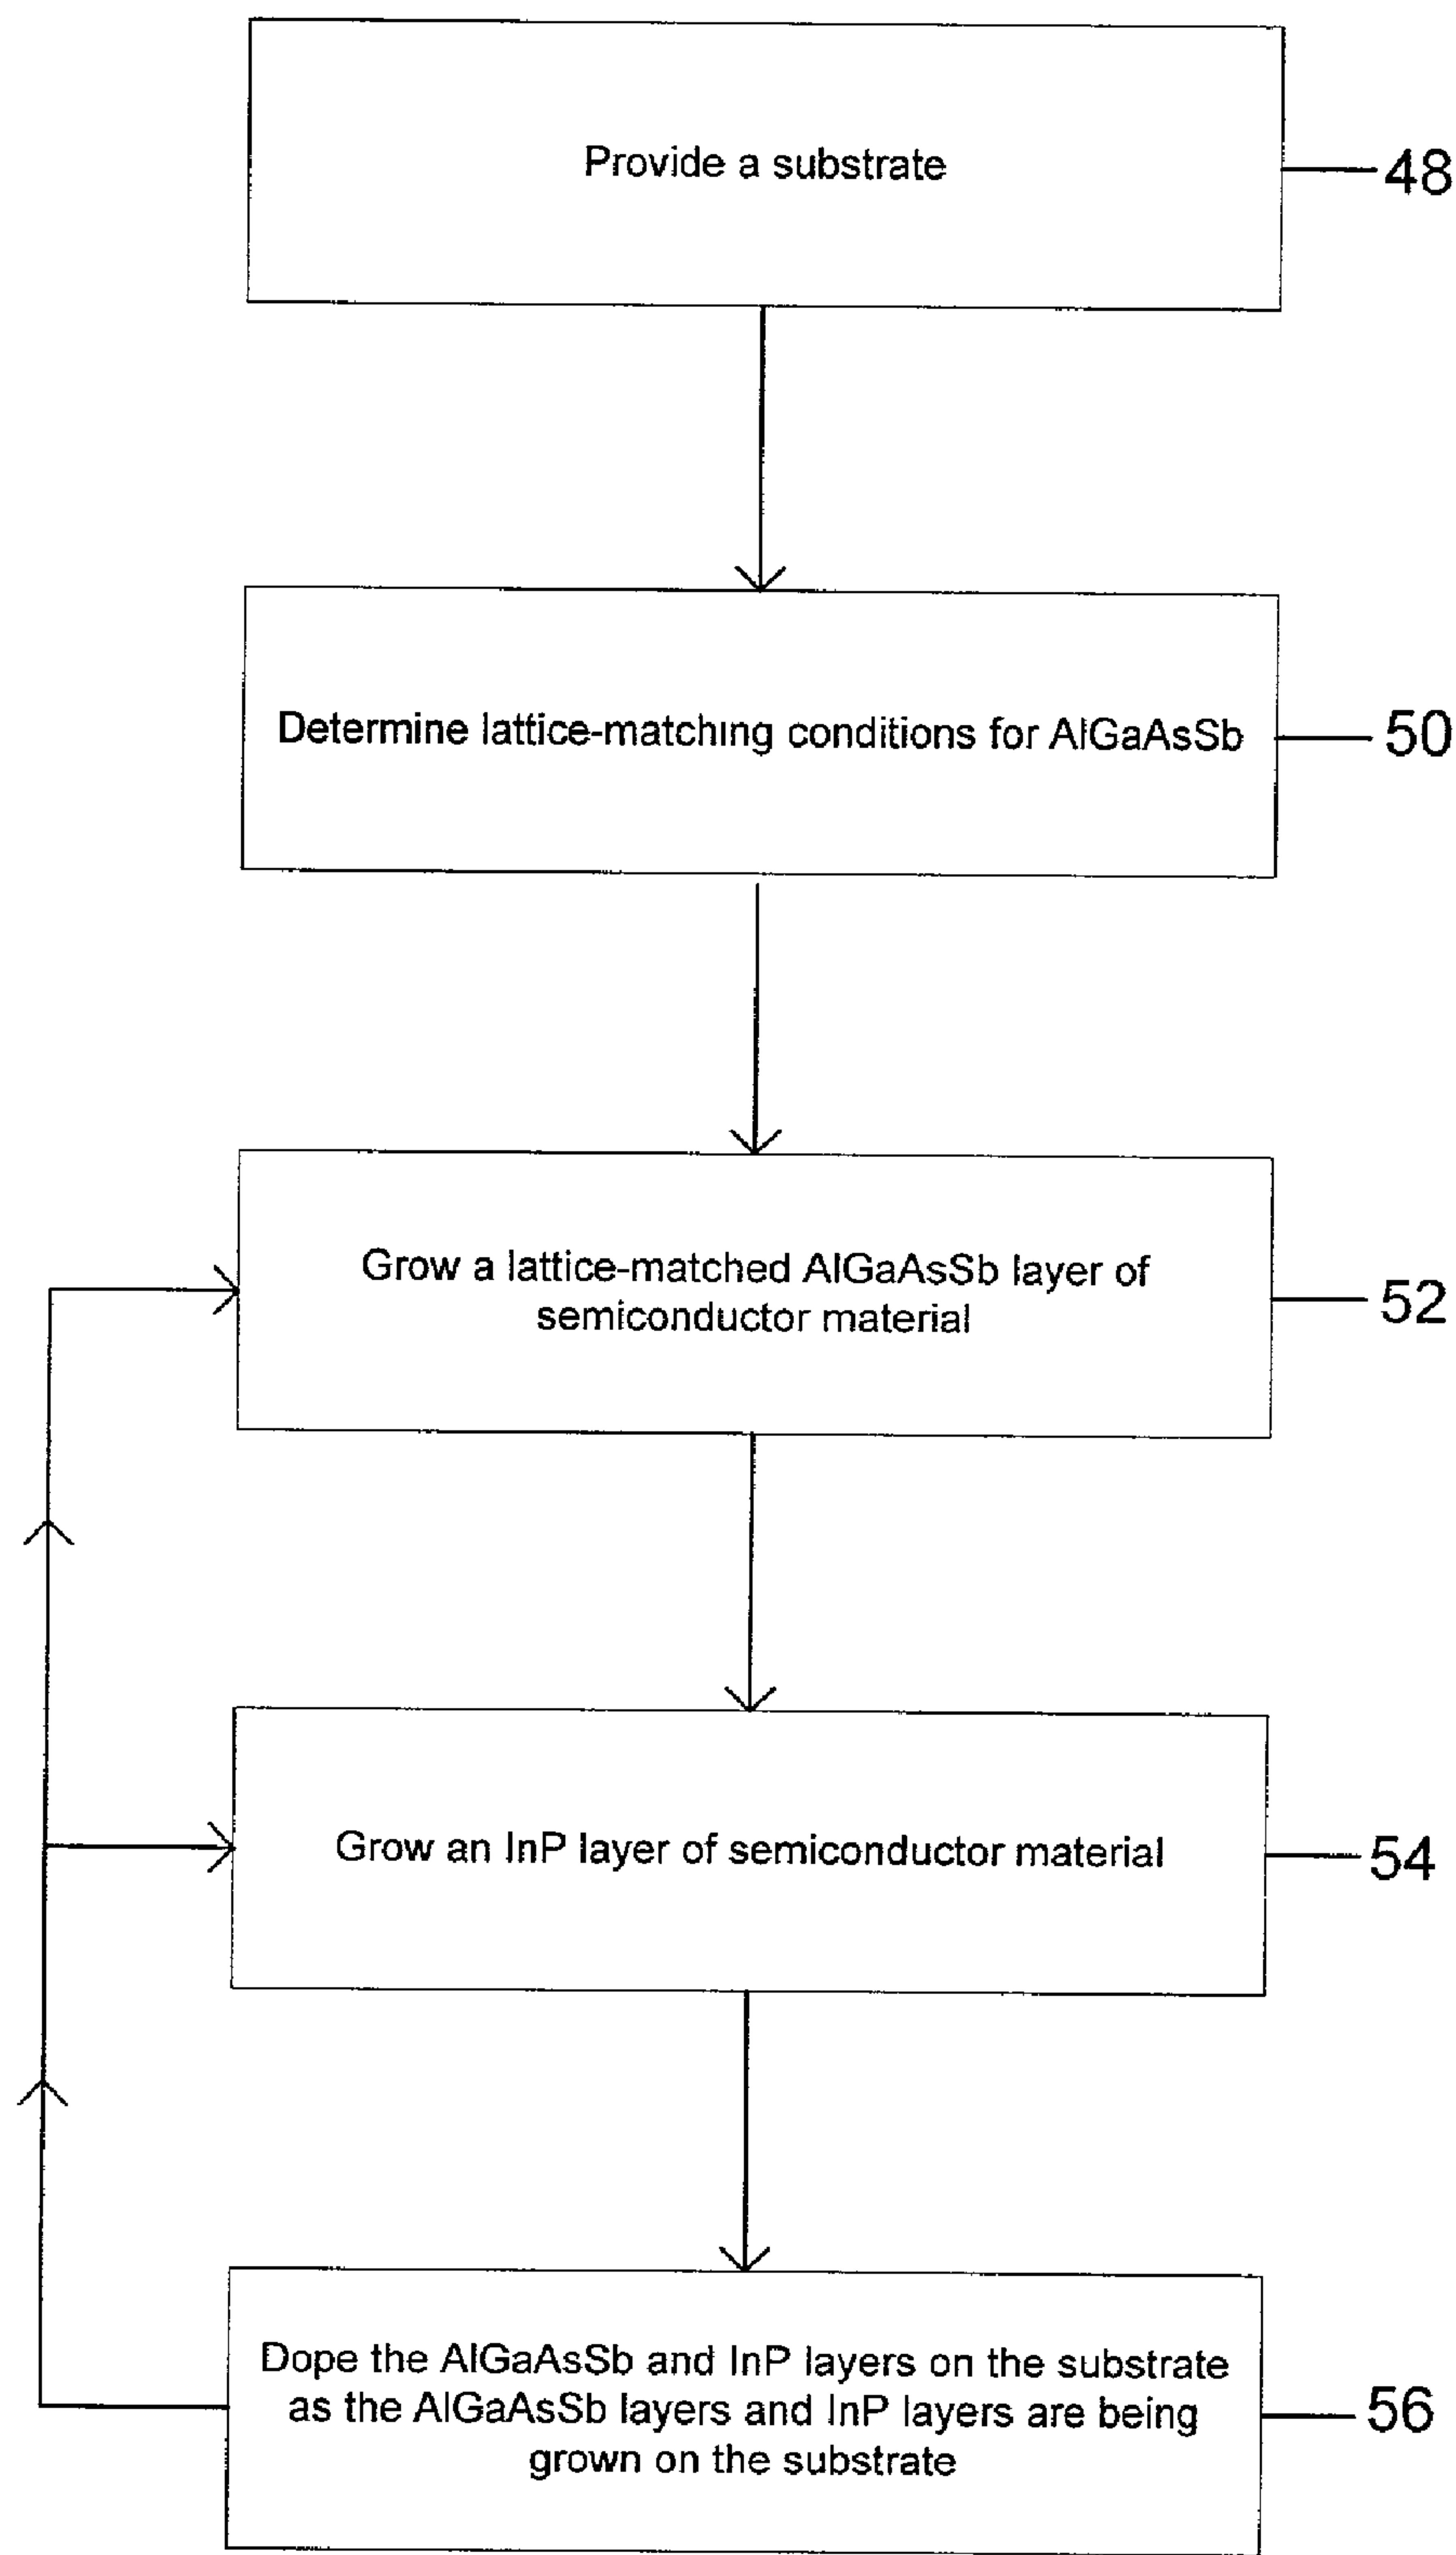 Provide a substrate
48
Determine lattice-matching conditions for AlGaAsSb
50
Grow a lattice-matched AlGaAsSb layer of
semiconductor material
52
Grow an InP layer of semiconductor material
54
Dope the AlGaAsSb and InP layers on the substrate
as the AlGaAsSb layers and InP layers are being
grown on the substrate
56